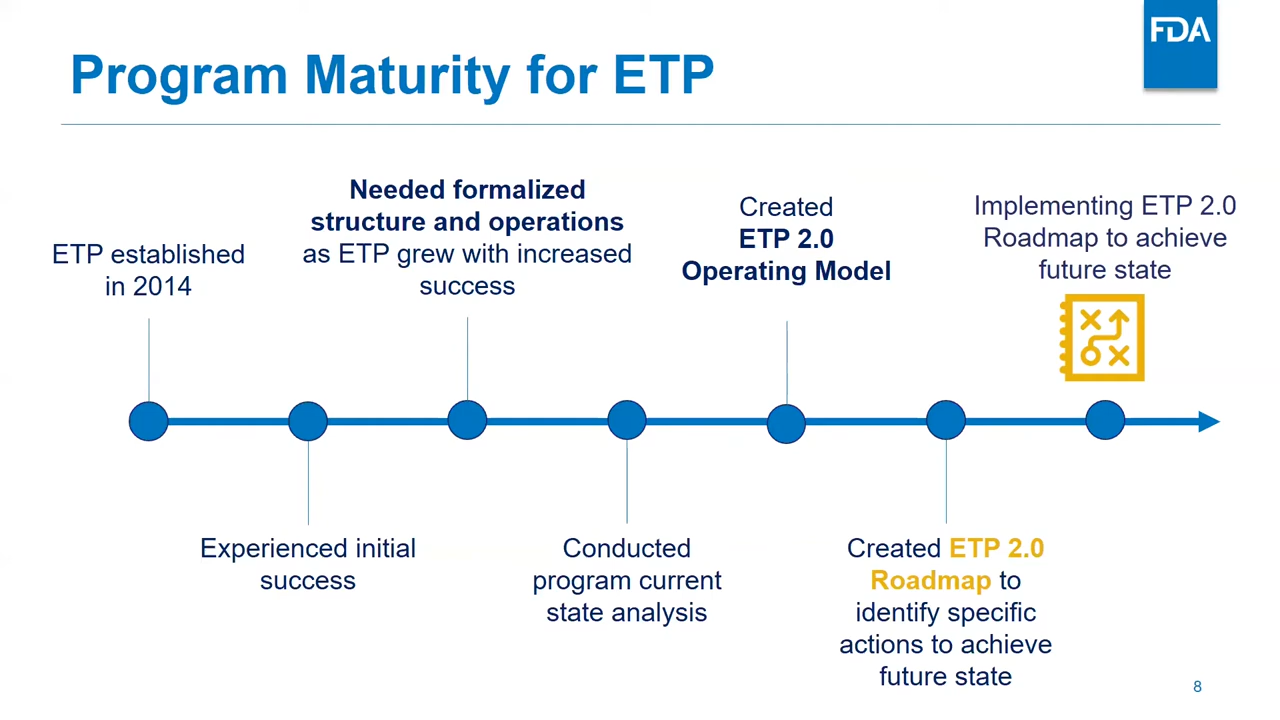 FDA
Program Maturity for ETP
ETP established
in 2014
Experienced initial
success
Needed formalized
structure and operations
as ETP grew with increased
success
Conducted
program current
state analysis
Created
ETP 2.0
Operating Model
Created ETP 2.0
Roadmap to
identify specific
actions to achieve
future state
Implementing ETP 2.0
Roadmap to achieve
future state
8